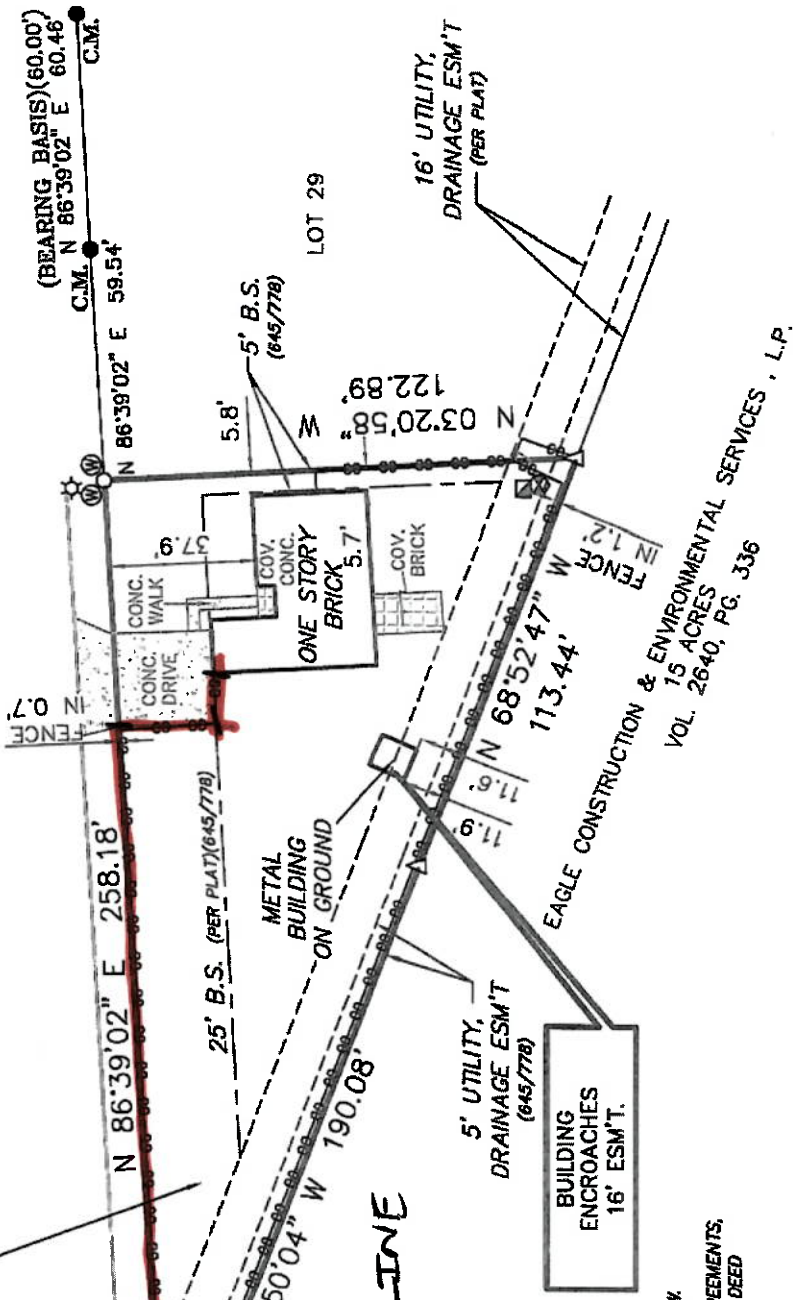 (BEARING BASIS)(60.00')
N 86°39'02" E 60.46'
C.M.
C.M.
N 86°39'02" E 59.54'
16' UTILITY,
DRAINAGE ESM'T
(PER PLAT)
LOT 29
5' B.S.
(645/778)
5.8'
N 03°20'58" W
122.89'
W
W
37.9'
CONC.
WALK
CONC.
DRIVE
COV.
CONC.
ONE STORY
BRICK
5.7'
COV.
BRICK
FENCE
IN 0.7'
FENCE
IN 1.2'
N 86°39'02" E 258.18'
25' B.S. (PER PLAT)(645/778)
METAL
BUILDING
ON GROUND
N 68°52'47" W
113.44'
11.6'
11.9'
EAGLE CONSTRUCTION & ENVIRONMENTAL SERVICES , L.P.
15 ACRES
VOL. 2640, PG. 336
50'04" W 190.08'
5' UTILITY,
DRAINAGE ESM'T
(645/778)
BUILDING
ENCROACHES
16' ESM'T.
INE
EEMENTS,
DEED